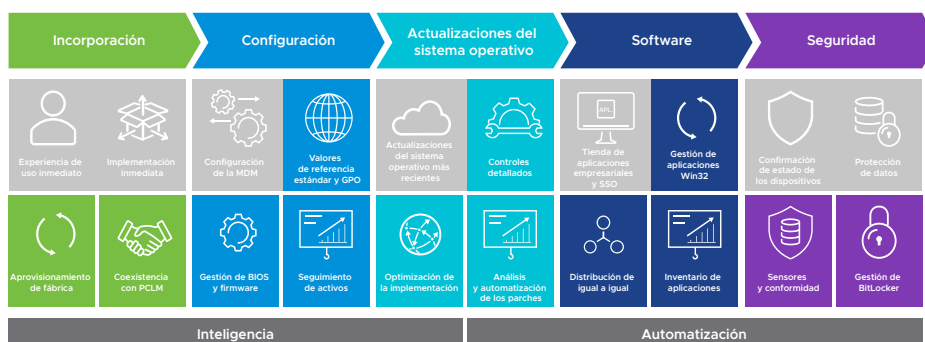 Incorporación
Configuración
Actualizaciones del
sistema operativo
Software
Seguridad
Experiencia de
uso inmediato
Implementación
inmediata
Configuración
de la MDM
Valores
de referencia
estándar y GPO
Actualizaciones
del sistema
operativo más
recientes
Controles
detallados
APL
Tienda de
aplicaciones
empresariales
y SSO
Gestión de
aplicaciones
Win32
Confirmación
de estado de
los dispositivos
Protección
de datos
Aprovisionamiento
de fábrica
Coexistencia
con PCLM
Gestión de BIOS
y firmware
Seguimiento
de activos
Optimización de
la implementación
Análisis
y automatización
de los parches
Distribución de
igual a igual
Inventario de
aplicaciones
Sensores
y conformidad
Gestión de
BitLocker
Inteligencia
Automatización